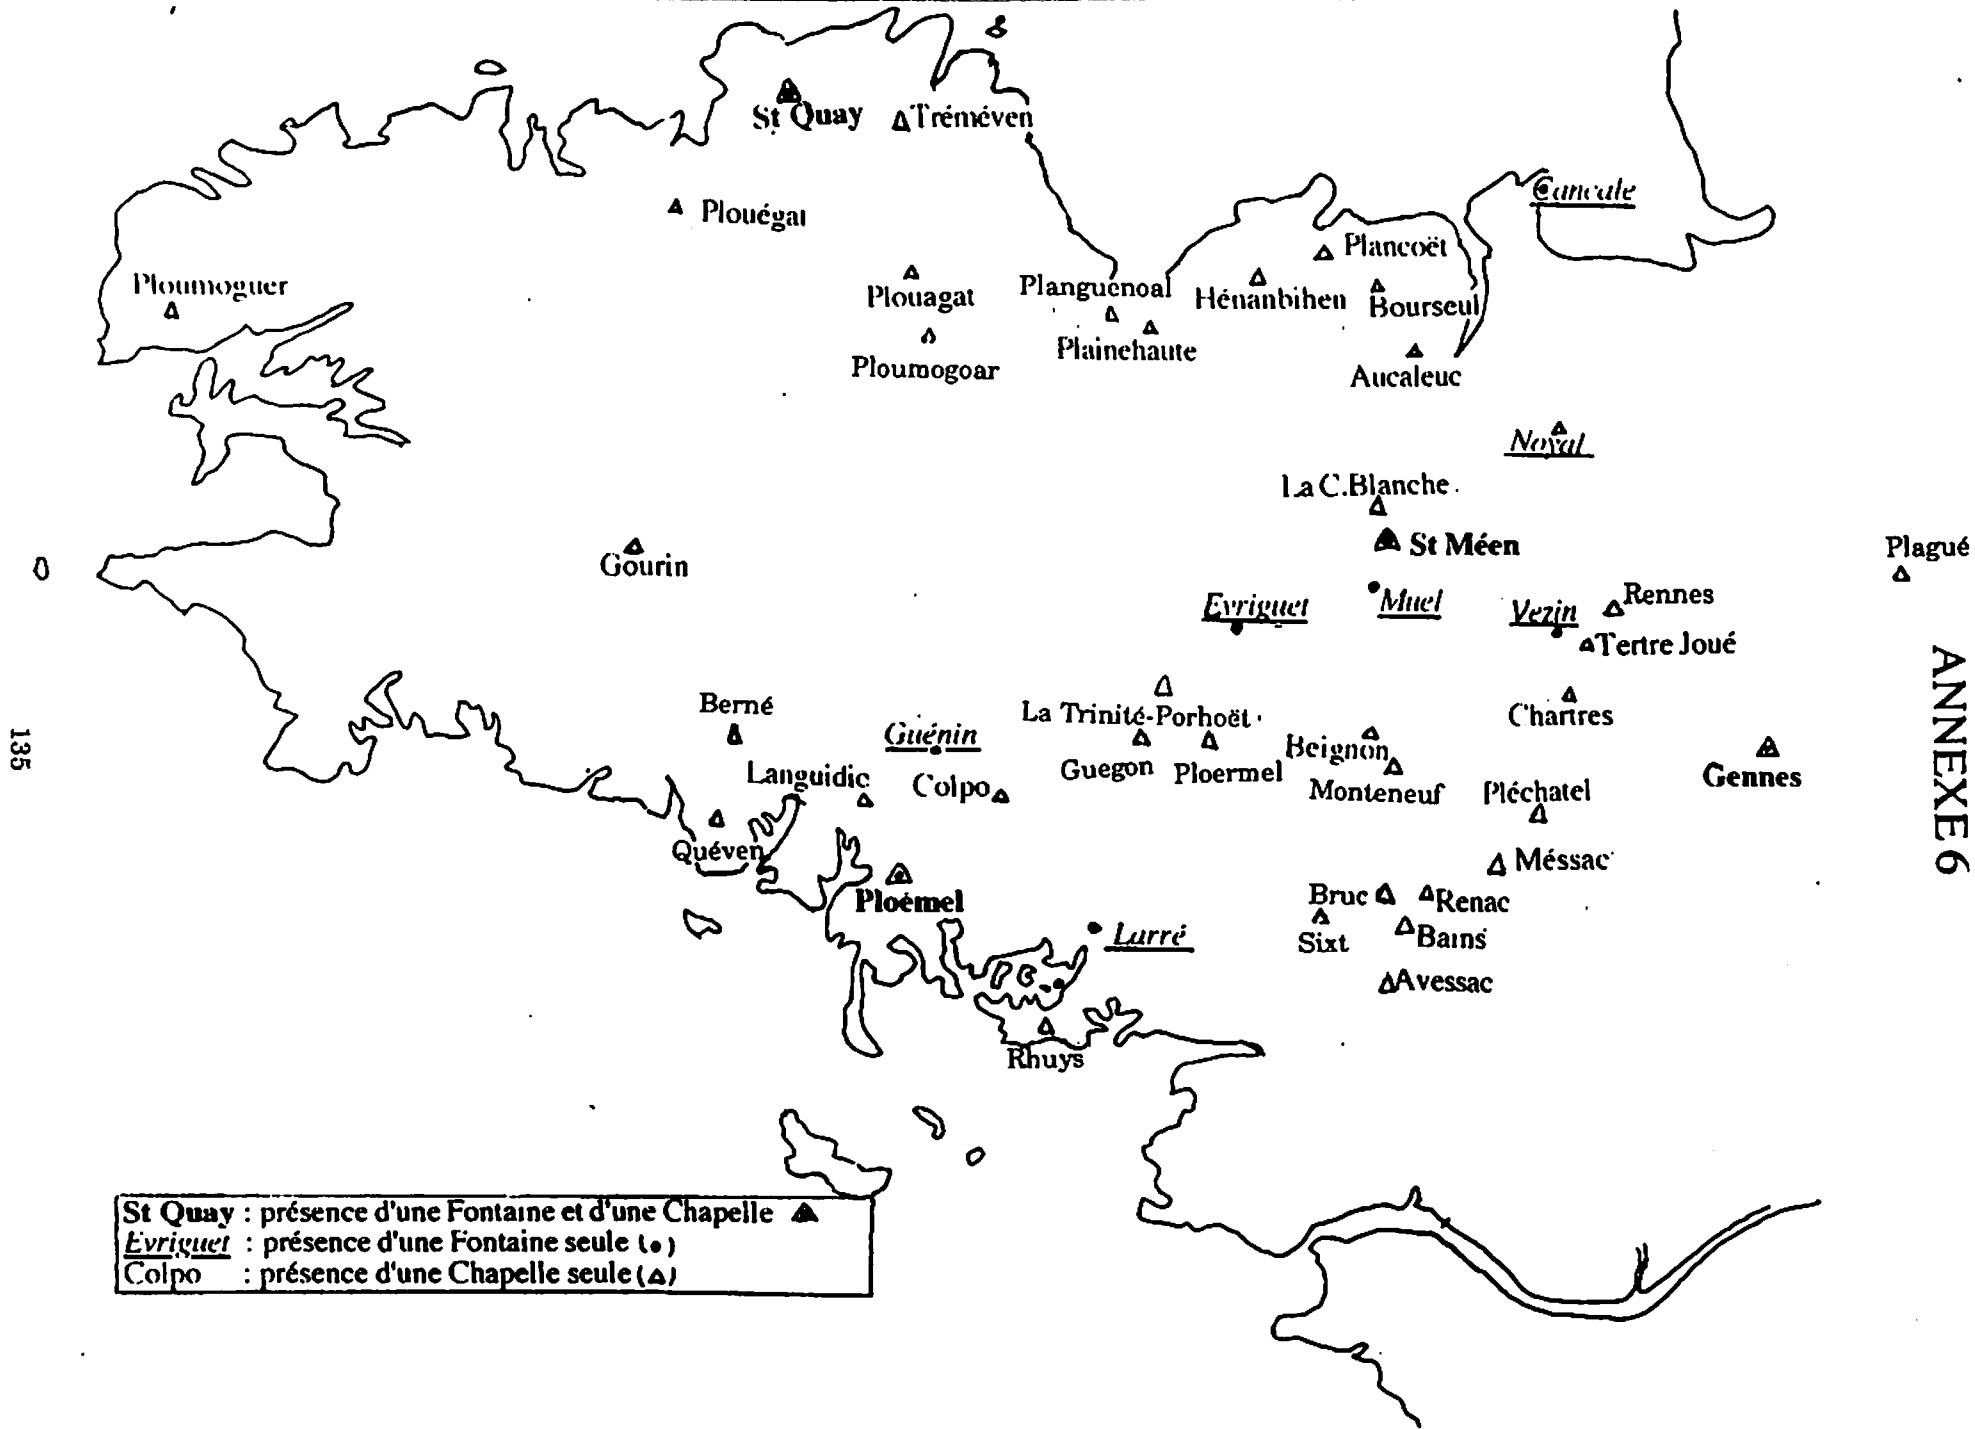 St Quay
Tréméven
Cancale
Plouégat
Plancoët
Ploumoguer
Plouagat
Planguenoal
Hénanbihen
Bourseul
Plainehaute
Ploumogoar
Aucaleuc
Noyal
La C.Blanche
St Méen
Plagué
Gourin
Evriguet
Muel
Vezin
Rennes
Tertre Joué
ANNEXE 6
Berné
Guénin
La Trinité-Porhoët
Chartres
135
Beignon
Languidic
Colpo
Guegon
Ploermel
Monteneuf
Pléchatel
Gennes
Quéven
Méssac
Ploemel
Bruc
Renac
Larré
Sixt
Bains
Avessac
Rhuys
St Quay : présence d'une Fontaine et d'une Chapelle
Evriguet : présence d'une Fontaine seule (•)
Colpo : présence d'une Chapelle seule (△)